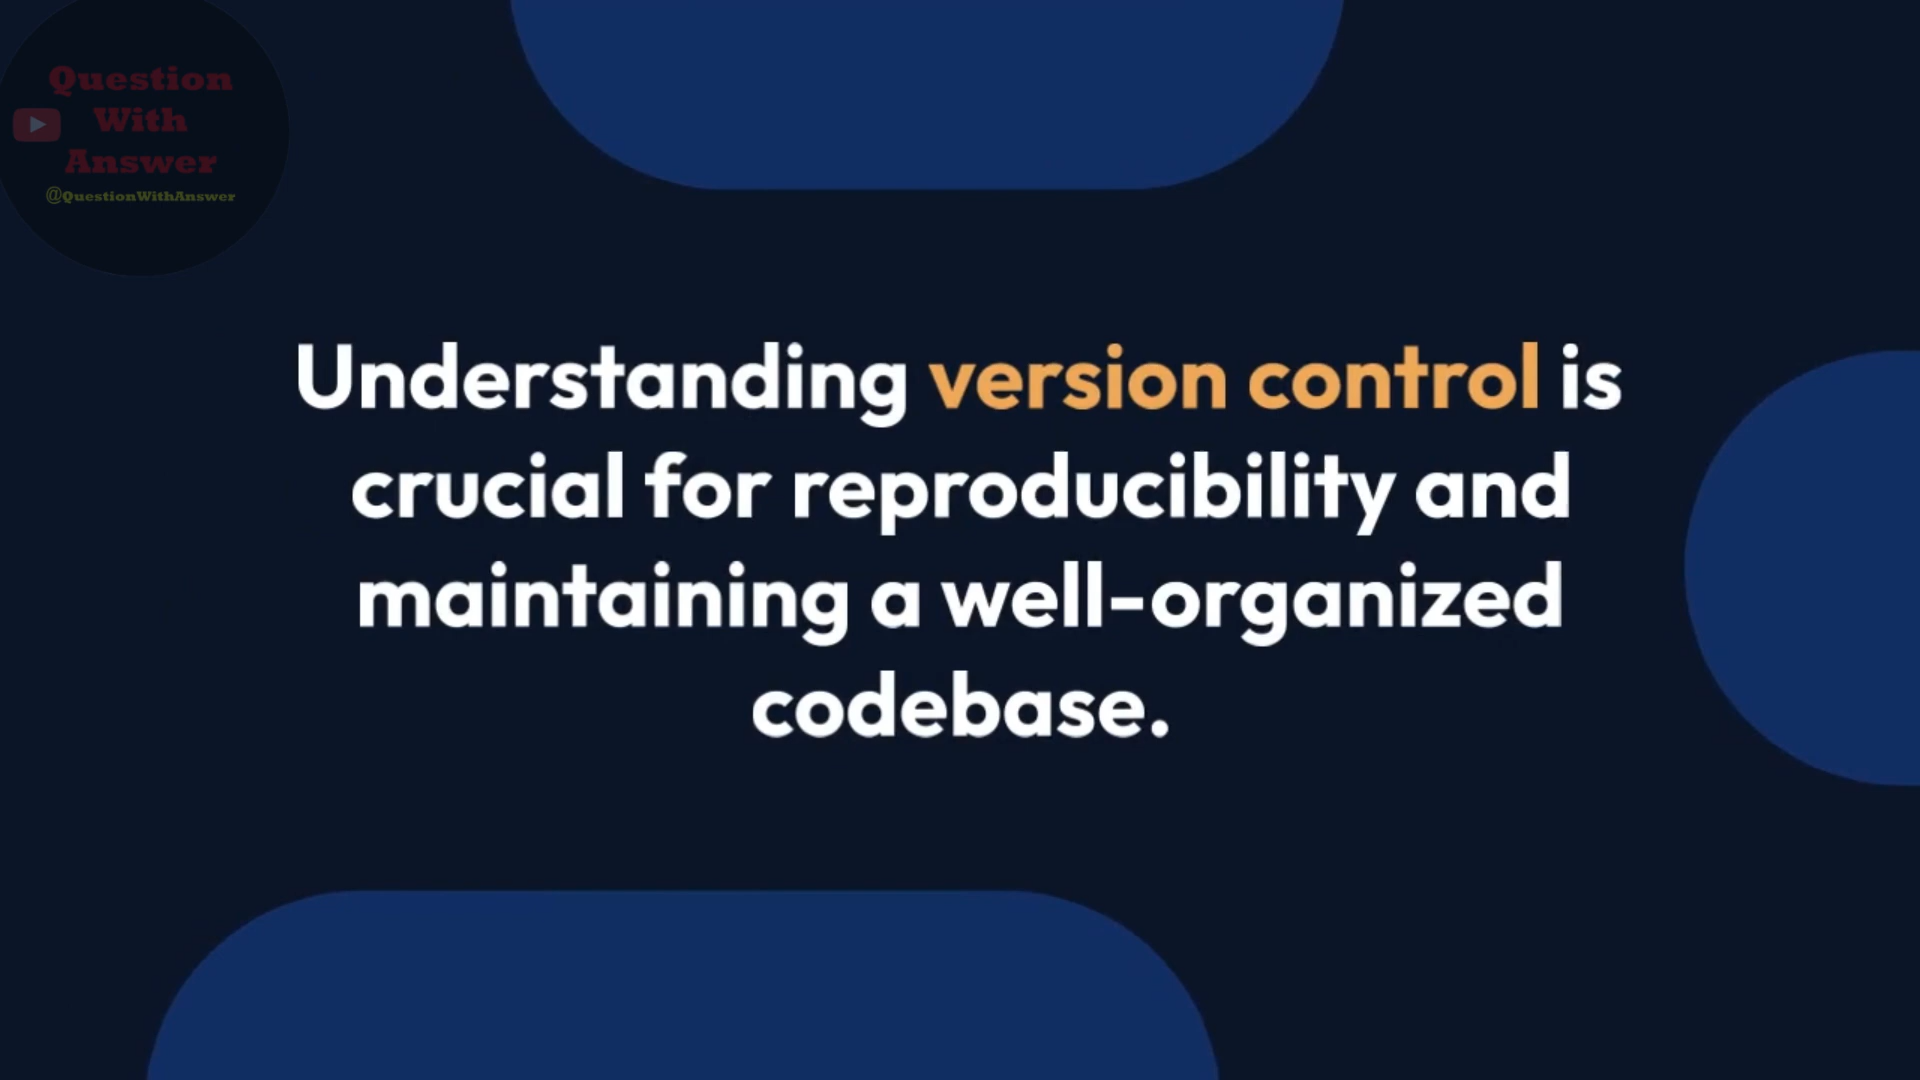 Question
With
Answer
@QuestionWithAnswer
Understanding version control is
crucial for reproducibility and
maintaining a well-organized
codebase.